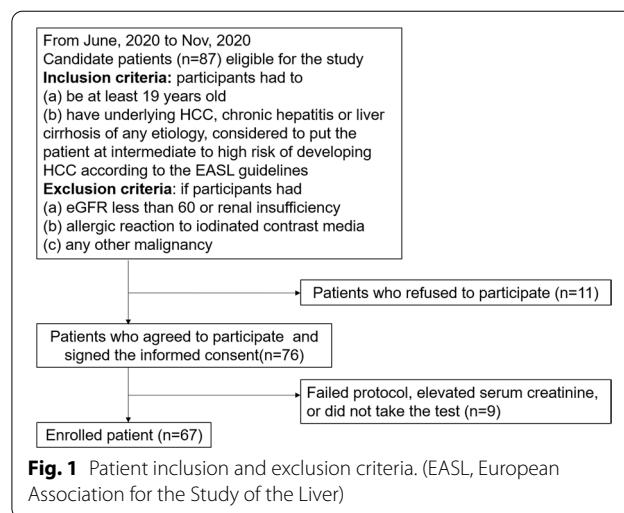 From June, 2020 to Nov, 2020
Candidate patients (n=87) eligible for the study
Inclusion criteria: participants had to
(a) be at least 19 years old
(b) have underlying HCC, chronic hepatitis or liver
cirrhosis of any etiology, considered to put the
patient at intermediate to high risk of developing
HCC according to the EASL guidelines
Exclusion criteria: if participants had
(a) eGFR less than 60 or renal insufficiency
(b) allergic reaction to iodinated contrast media
(c) any other malignancy
Patients who refused to participate (n=11)
Patients who agreed to participate and
signed the informed consent(n=76)
Failed protocol, elevated serum creatinine,
or did not take the test (n=9)
Enrolled patient (n=67)
Fig. 1 Patient inclusion and exclusion criteria. (EASL, European
Association for the Study of the Liver)